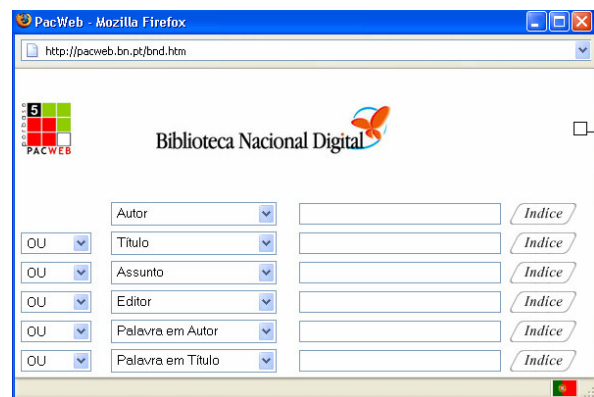 PacWeb - Mozilla Firefox
http://pacweb.bn.pt/bnd.htm
porbase
5
PACWEB
Biblioteca Nacional Digital
Autor Indice
OU Título Indice
OU Assunto Indice
OU Editor Indice
OU Palavra em Autor Indice
OU Palavra em Título Indice